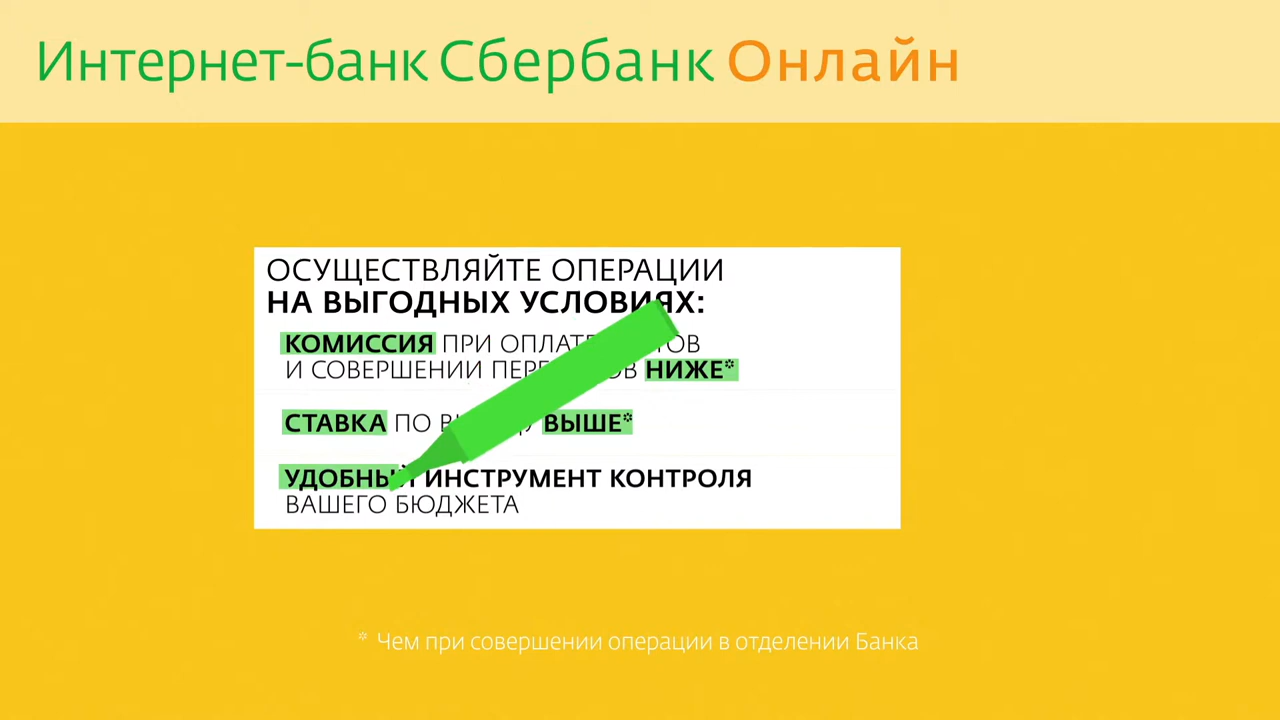 Интернет-банк Сбербанк Онлайн
ОСУЩЕСТВЛЯЙТЕ ОПЕРАЦИИ
НА ВЫГОДНЫХ УСЛОВИЯХ:
КОМИССИЯ ПРИ
И СОВЕРШЕНИИ НИЖЕ*
СТАВКА ПО ВЫШЕ*
УДОБНЫЙ ИНСТРУМЕНТ КОНТРОЛЯ
ВАШЕГО БЮДЖЕТА
* Чем при совершении операции в отделении Банка